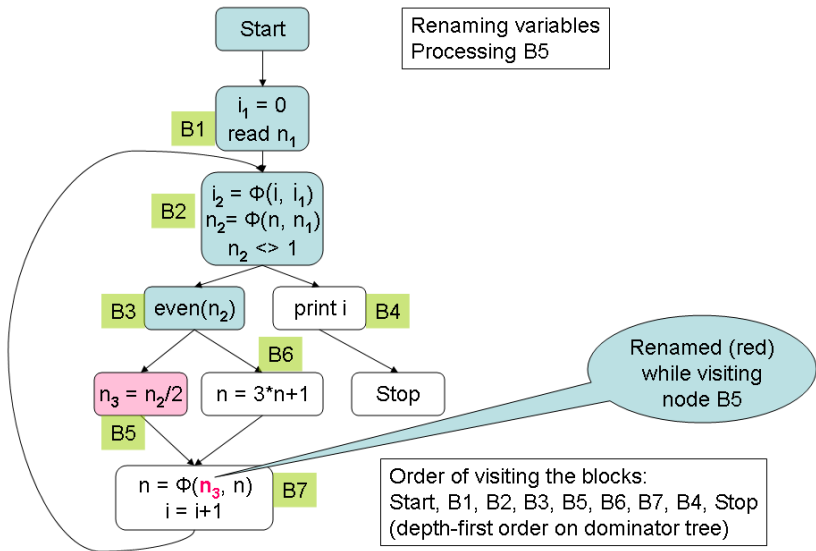 Start
Renaming variables
Processing B5
i₁ = 0
read n₁
B1
i₂ = Φ(i, i₁)
n₂= Φ(n, n₁)
n₂ <> 1
B2
B3
even(n₂)
print i
B4
B6
n₃ = n₂/2
n = 3*n+1
Stop
B5
Renamed (red)
while visiting
node B5
n = Φ(n₃, n)
i = i+1
B7
Order of visiting the blocks:
Start, B1, B2, B3, B5, B6, B7, B4, Stop
(depth-first order on dominator tree)